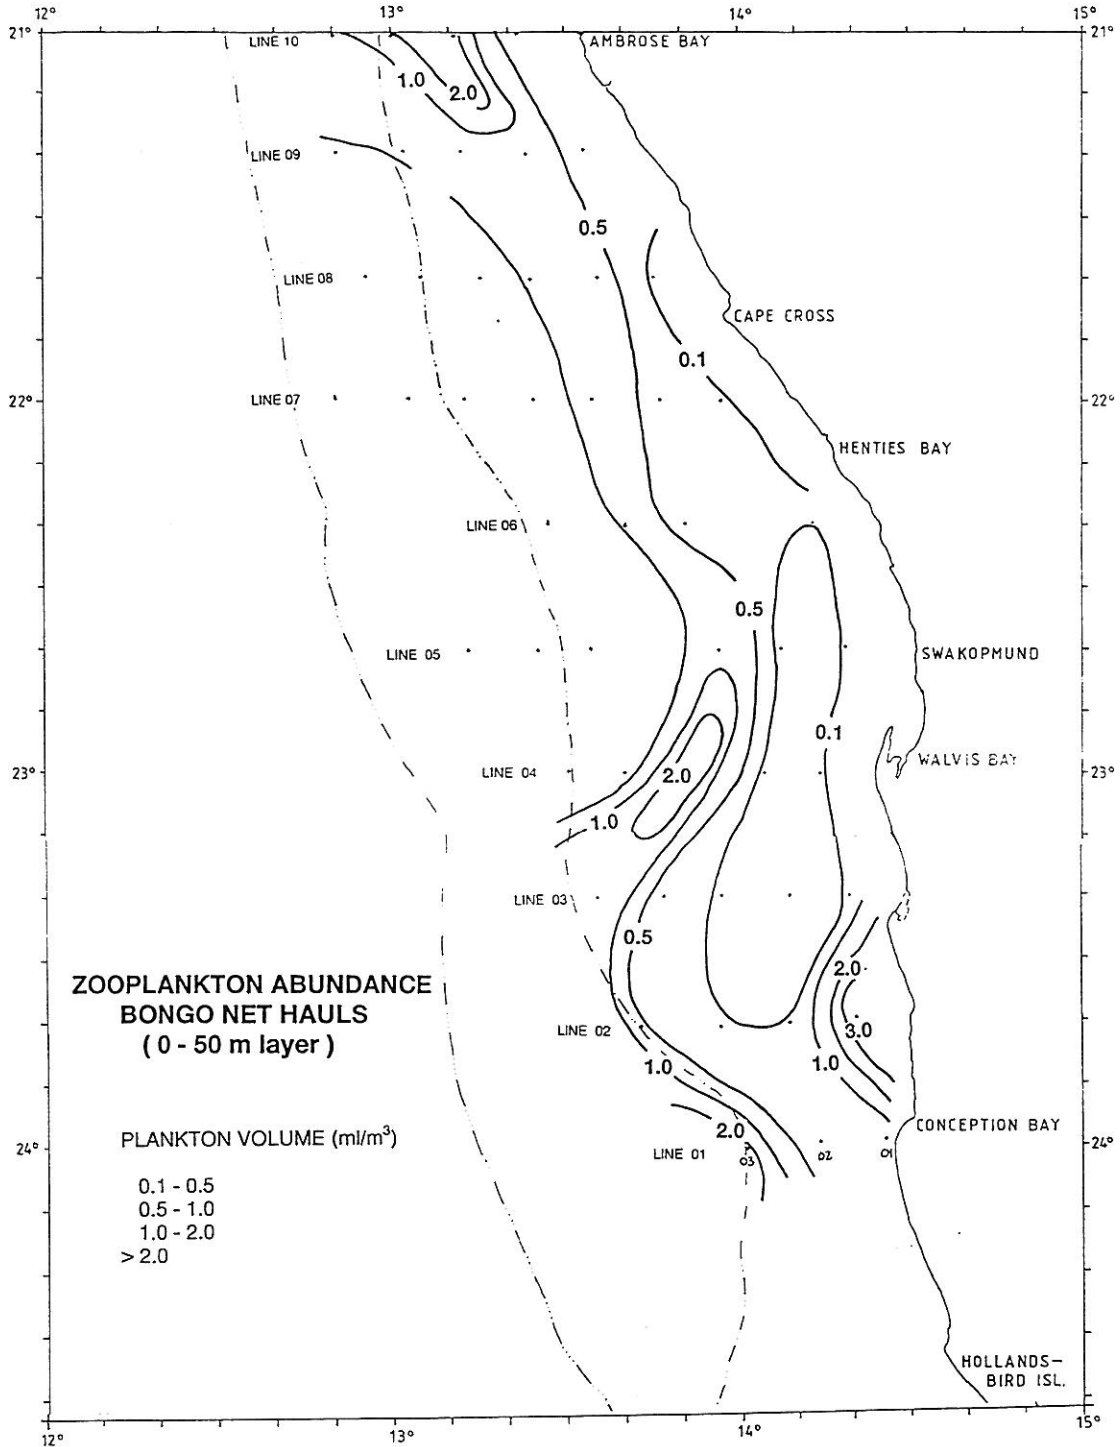 12° 13° 14° 15°
21° 21°
LINE 10
AMBROSE BAY
1.0
2.0
LINE 09
0.5
LINE 08
CAPE CROSS
0.1
LINE 07
22° 22°
HENTIES BAY
LINE 06
0.5
LINE 05
SWAKOPMUND
0.1
WALVIS BAY
23° 23°
LINE 04
2.0
1.0
LINE 03
0.5
2.0
ZOOPLANKTON ABUNDANCE
BONGO NET HAULS
( 0 - 50 m layer )
LINE 02
3.0
1.0
1.0
CONCEPTION BAY
2.0
PLANKTON VOLUME (ml/m³)
24° 24°
LINE 01
03 02 01
0.1 - 0.5
0.5 - 1.0
1.0 - 2.0
> 2.0
HOLLANDS-
BIRD ISL.
12° 13° 14° 15°